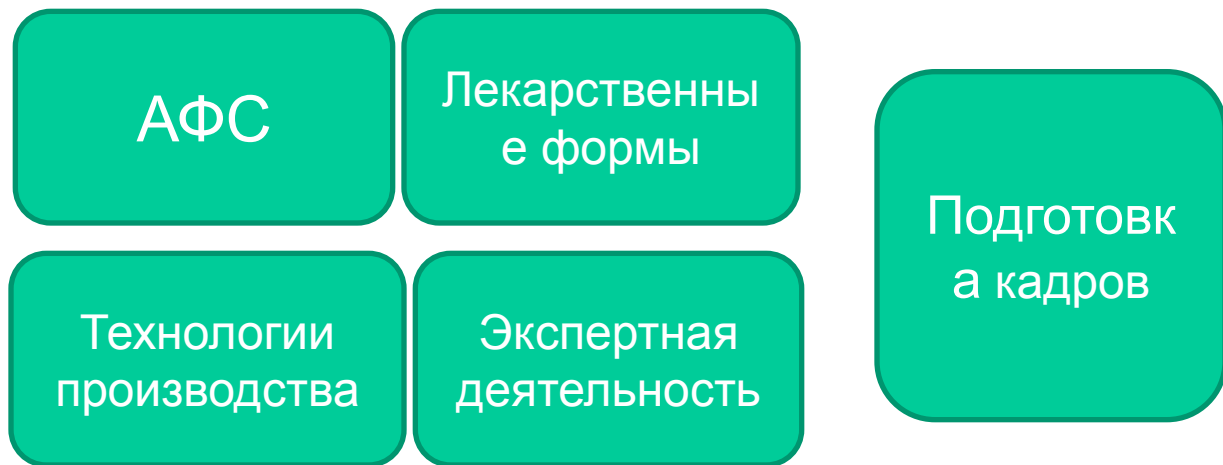 АФС
Лекарственны
е формы
Подготовк
а кадров
Технологии
производства
Экспертная
деятельность